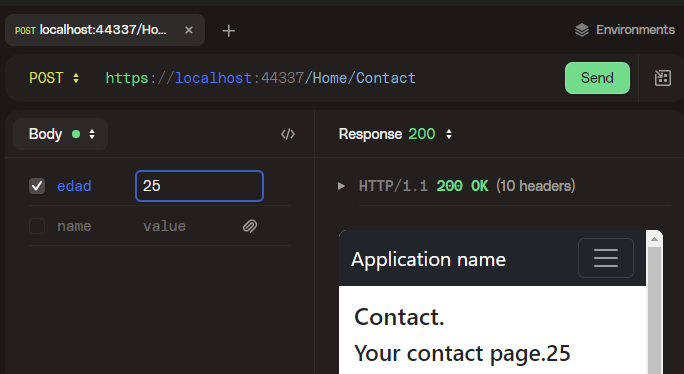 POST localhost:44337/Ho...
Environments
POST https://localhost:44337/Home/Contact Send
Body
Response 200
edad 25
HTTP/1.1 200 OK (10 headers)
name value
Application name
Contact.
Your contact page.25